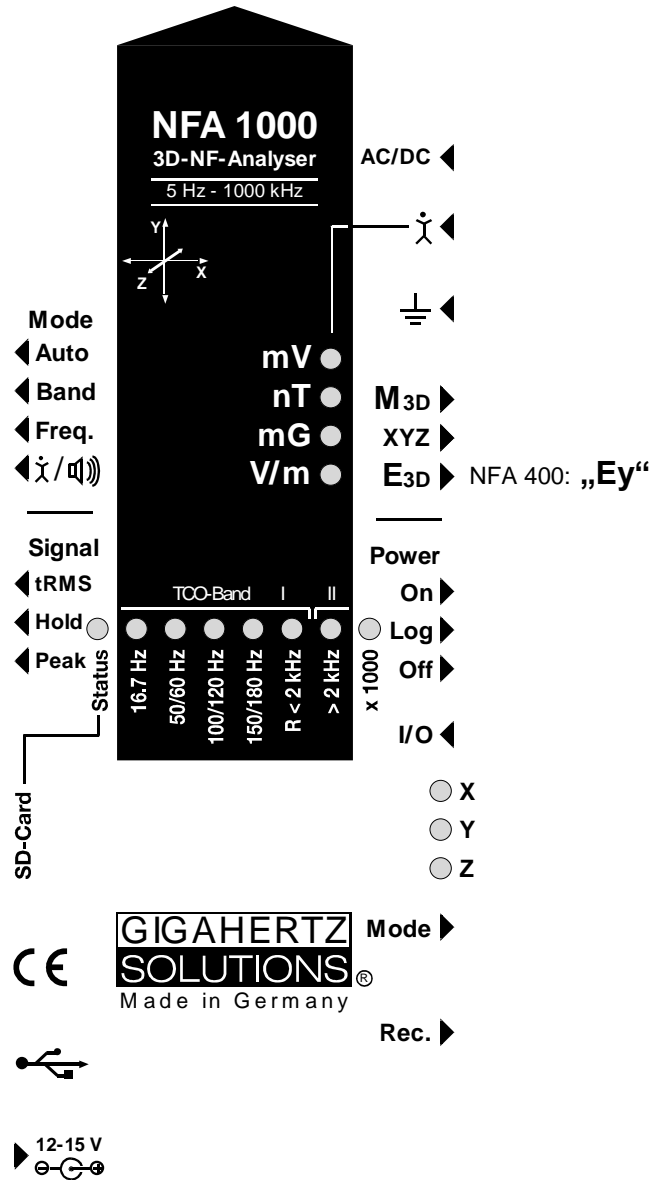 NFA 1000
3D-NF-Analyser
5 Hz - 1000 kHz
Y
X
Z
AC/DC
Mode
Auto
Band
Freq.
/
mV
nT
mG
V/m
M3D
XYZ
E3D
NFA 400: „Ey“
Signal
tRMS
Hold
Peak
Status
SD-Card
TCO-Band I II
16.7 Hz
50/60 Hz
100/120 Hz
150/180 Hz
R < 2 kHz
> 2 kHz
x 1000
Power
On
Log
Off
I/O
X
Y
Z
GIGAHERTZ
SOLUTIONS®
Made in Germany
Mode
Rec.
CE
12-15 V